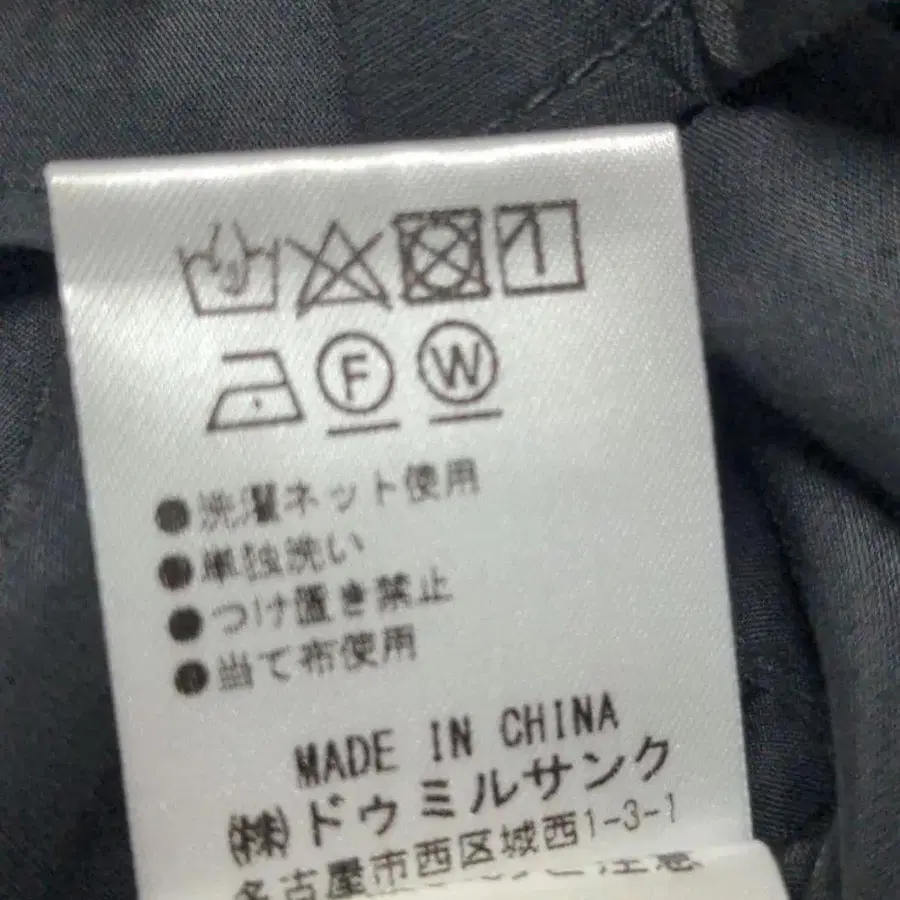 F W
●洗濯ネット使用
●単独洗い
●つけ置き禁止
●当て布使用
MADE IN CHINA
㈱ドゥミルサンク
名古屋市西区城西1-3-1
注意